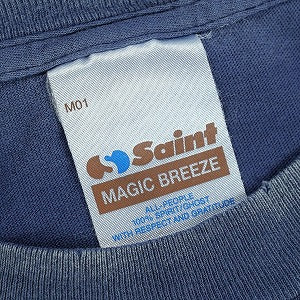 M01
Saint
MAGIC BREEZE
ALL-PEOPLE
100% SPIRIT/GHOST
WITH RESPECT AND GRATITUDE